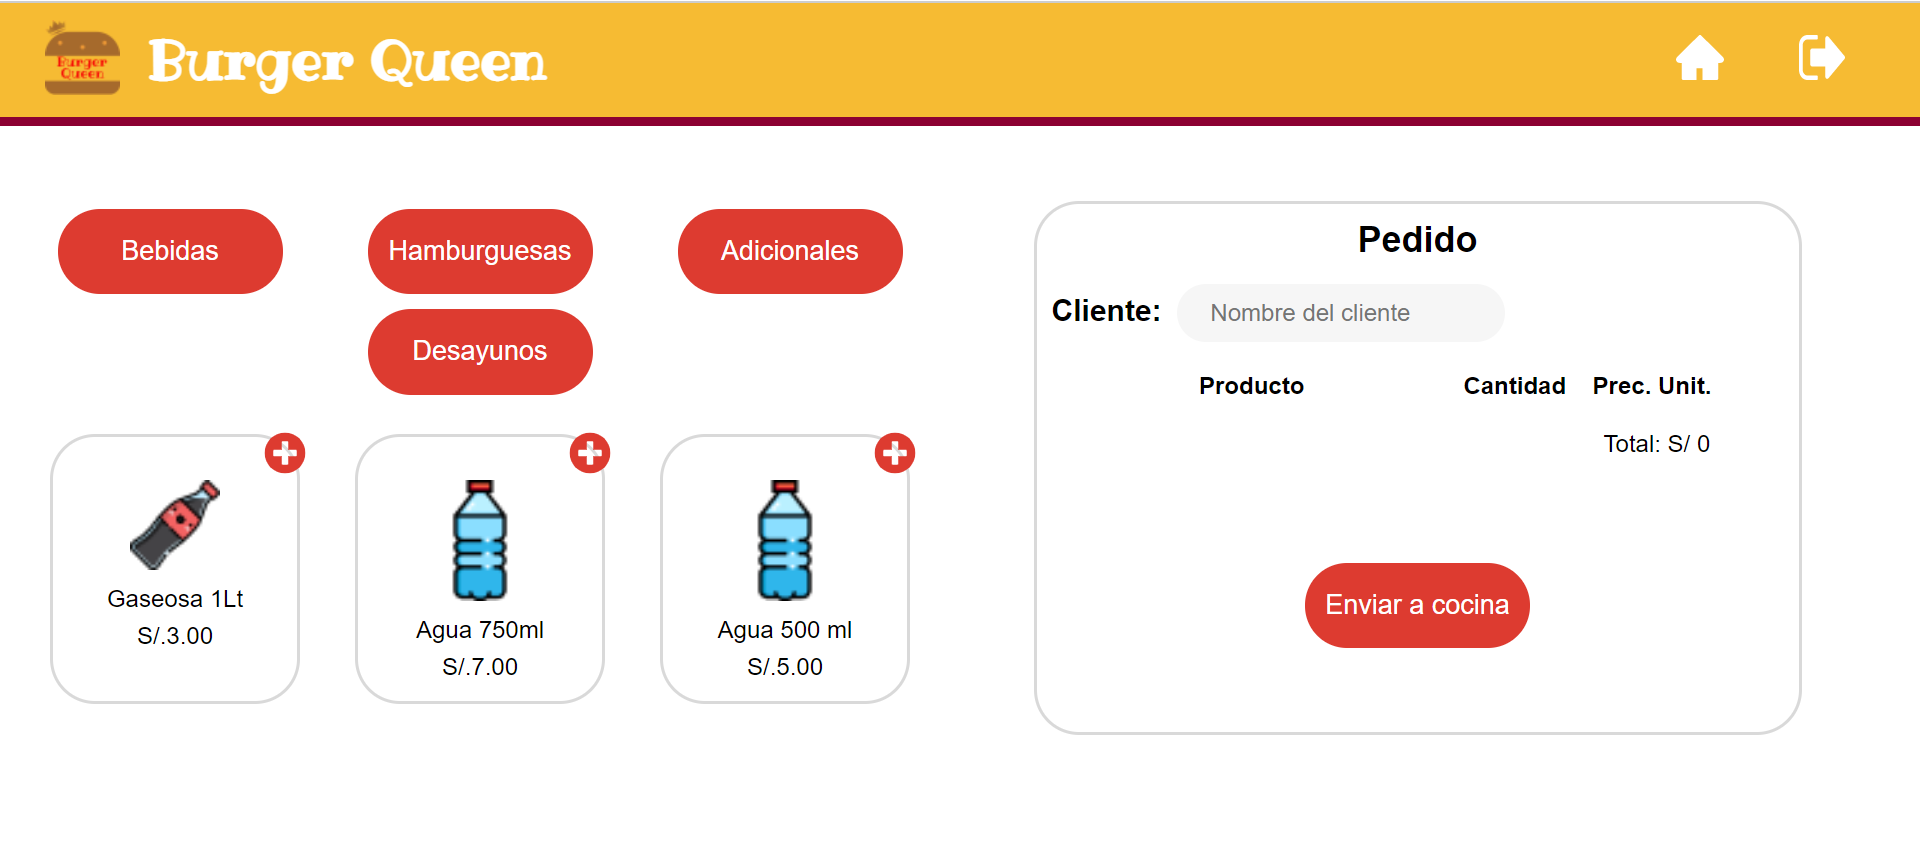 Burger
Queen
Burger Queen
Bebidas
Hamburguesas
Adicionales
Desayunos
Gaseosa 1Lt
S/.3.00
Agua 750ml
S/.7.00
Agua 500 ml
S/.5.00
Pedido
Cliente: Nombre del cliente
Producto Cantidad Prec. Unit.
Total: S/ 0
Enviar a cocina